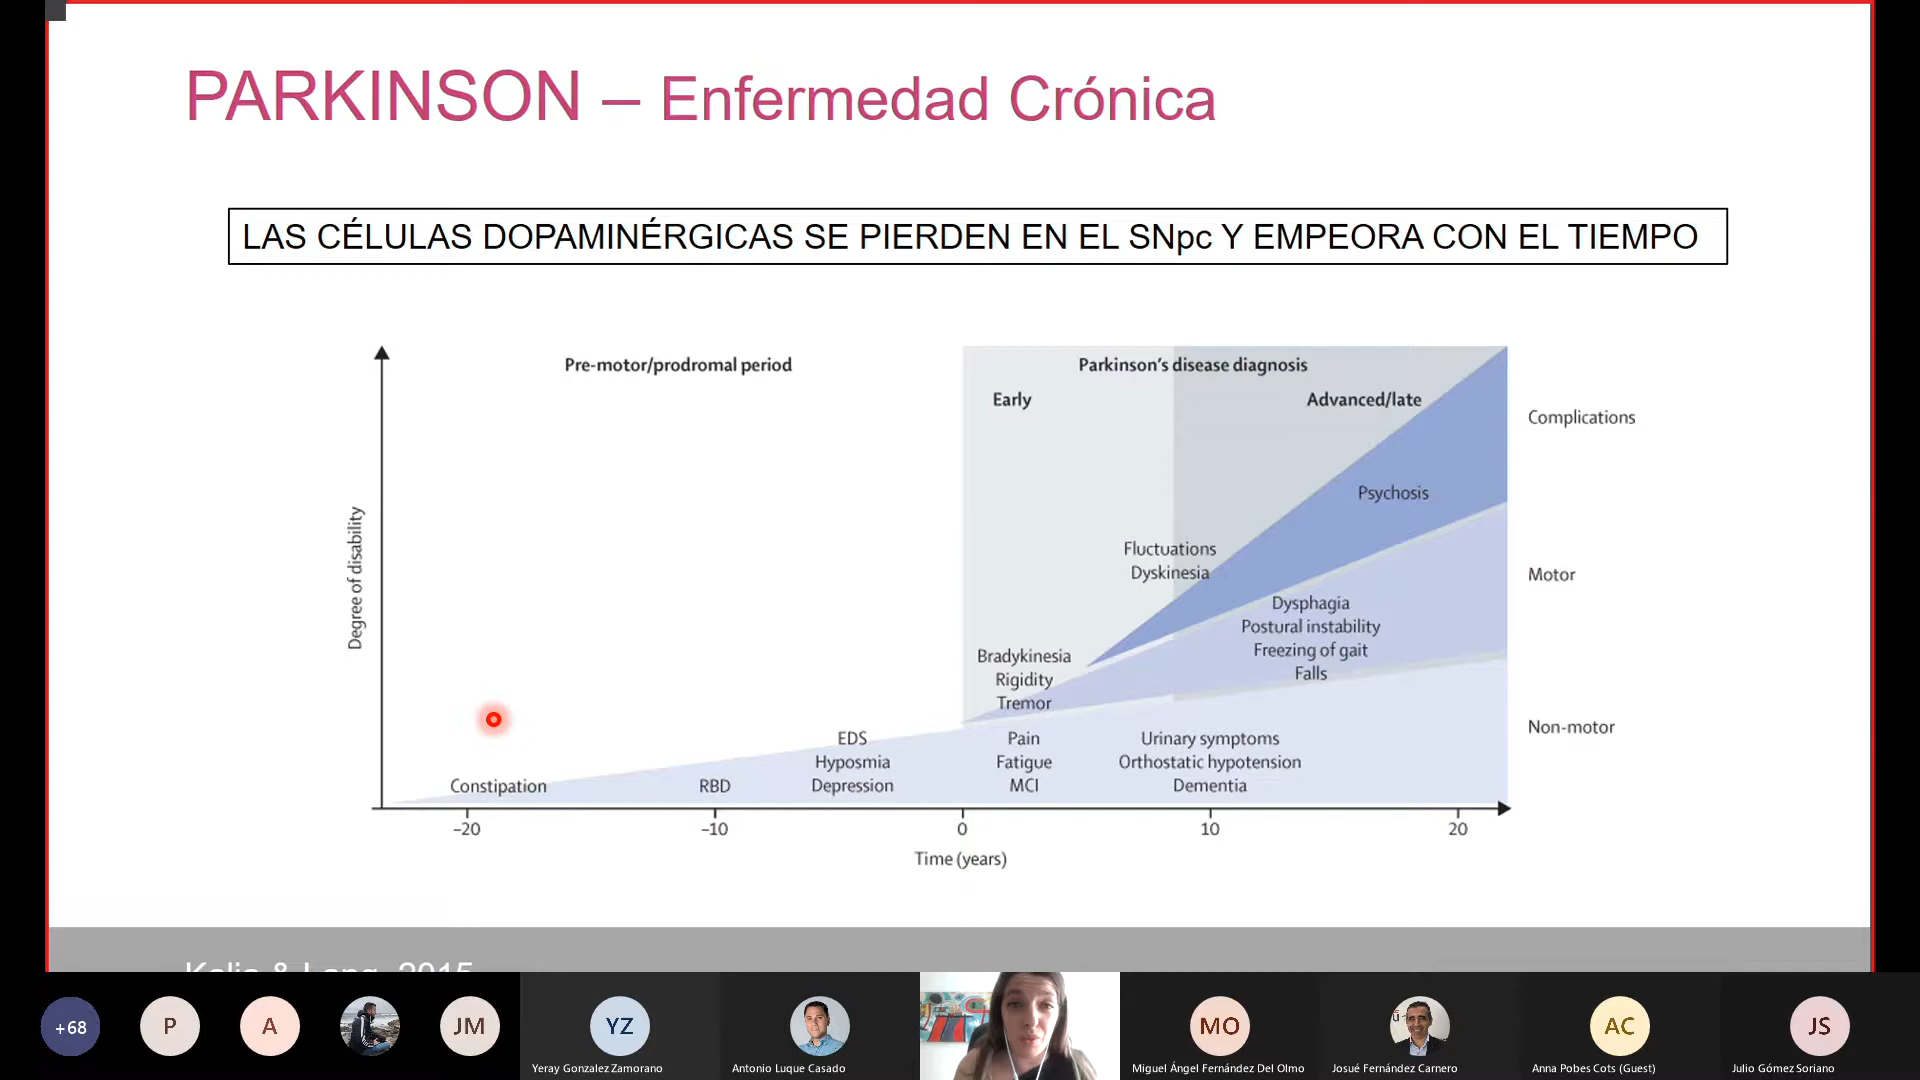 PARKINSON – Enfermedad Crónica
LAS CÉLULAS DOPAMINÉRGICAS SE PIERDEN EN EL SNpc Y EMPEORA CON EL TIEMPO
Pre-motor/prodromal period
Parkinson's disease diagnosis
Early
Advanced/late
Complications
Psychosis
Fluctuations
Dyskinesia
Motor
Degree of disability
Dysphagia
Postural instability
Freezing of gait
Falls
Bradykinesia
Rigidity
Tremor
Non-motor
EDS
Hyposmia
Depression
Pain
Fatigue
MCI
Urinary symptoms
Orthostatic hypotension
Dementia
Constipation
RBD
–20
–10
0
10
20
Time (years)
Kalia & Lang, 2015
+68
P
A
JM
YZ
MO
AC
JS
Yeray Gonzalez Zamorano
Antonio Luque Casado
Miguel Ángel Fernández Del Olmo
Josué Fernández Carnero
Anna Pobes Cots (Guest)
Julio Gómez Soriano